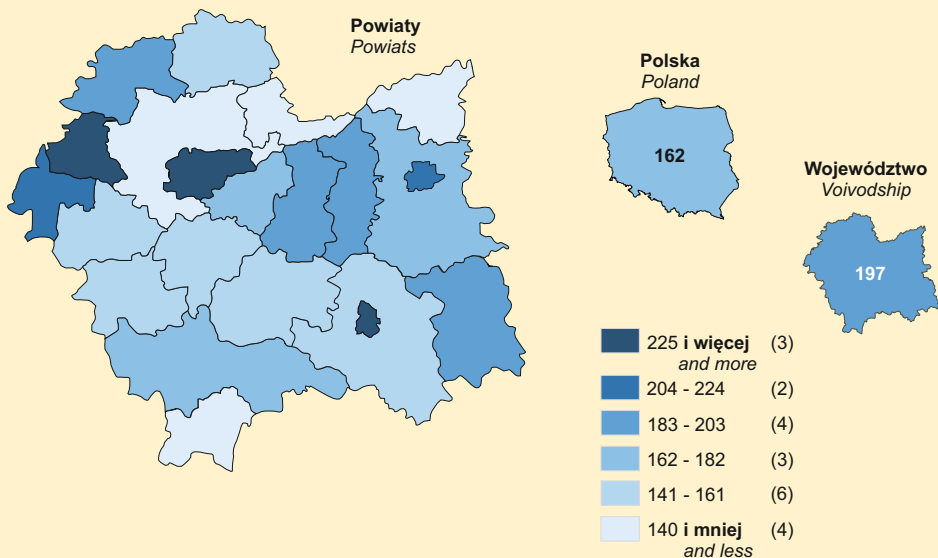 Powiaty
Powiats
Polska
Poland
162
Województwo
Voivodship
197
225 i więcej (3)
and more
204 - 224 (2)
183 - 203 (4)
162 - 182 (3)
141 - 161 (6)
140 i mniej (4)
and less